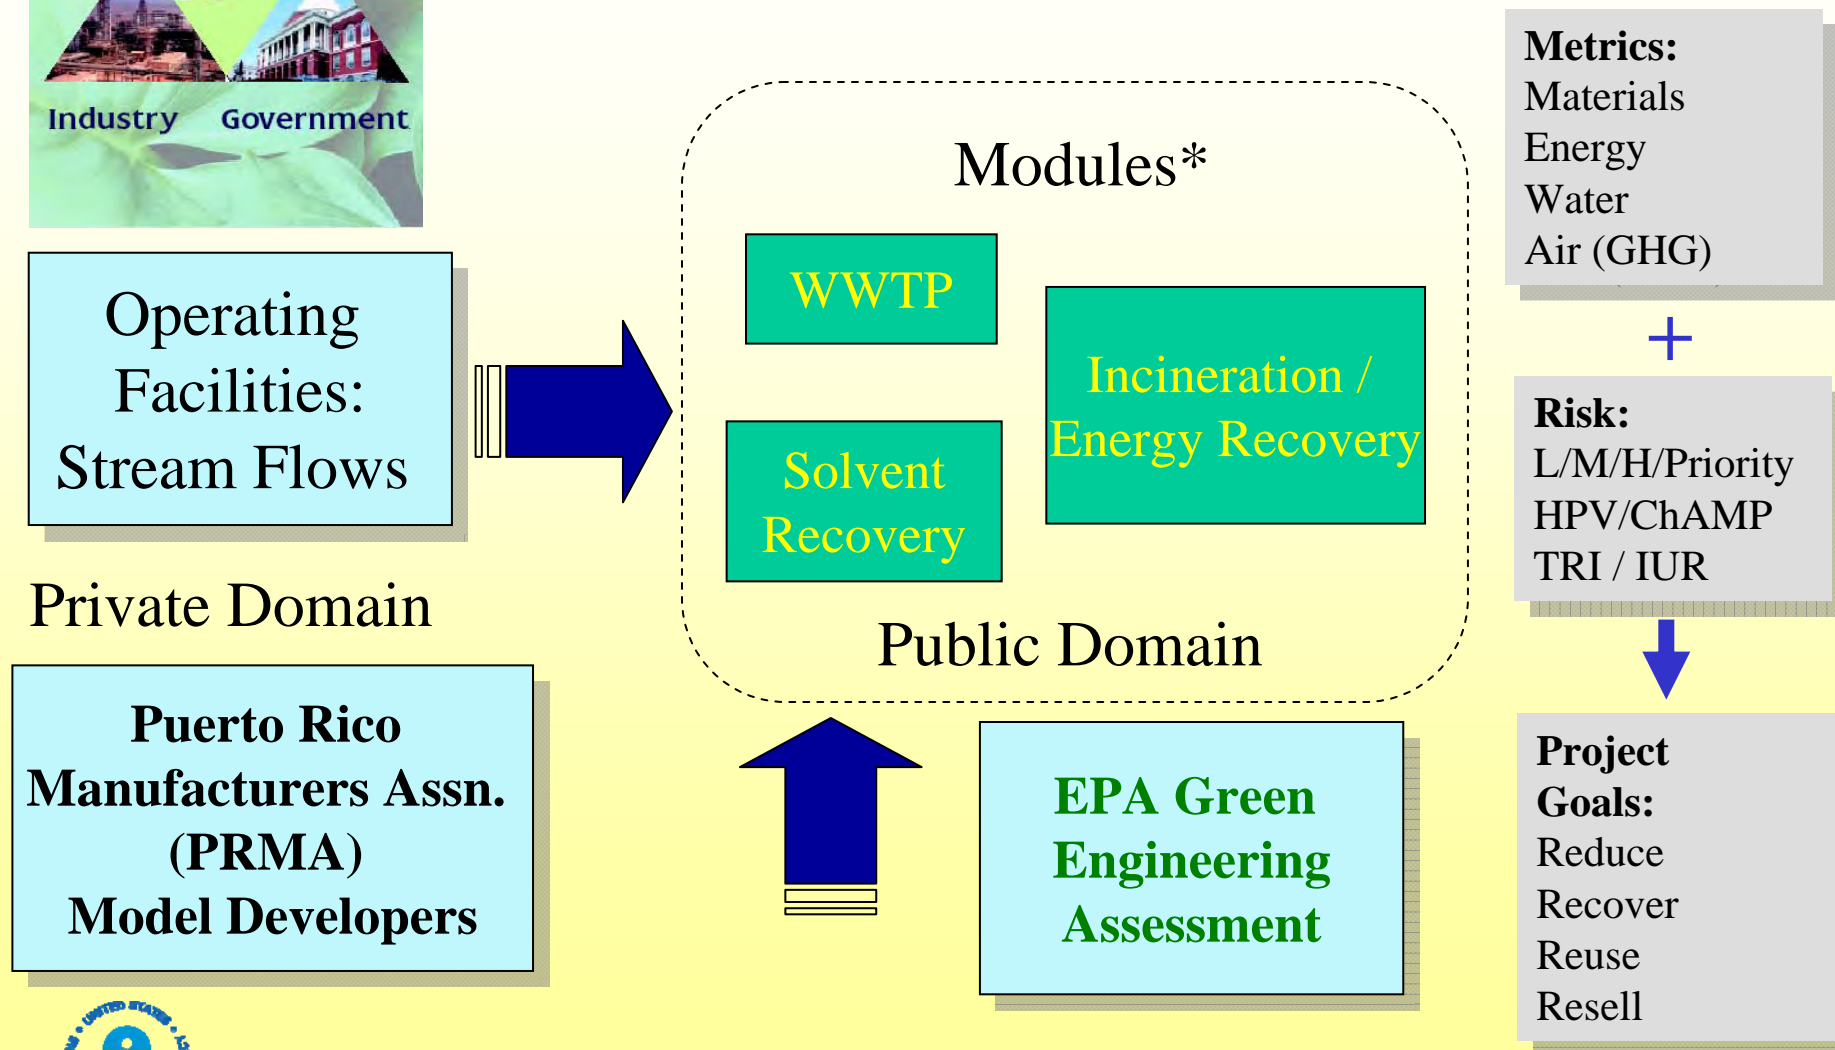 Industry Government
Operating
Facilities:
Stream Flows
Private Domain
Puerto Rico
Manufacturers Assn.
(PRMA)
Model Developers
UNITED STATES
Modules*
WWTP
Incineration /
Energy Recovery
Solvent
Recovery
Public Domain
EPA Green
Engineering
Assessment
Metrics:
Materials
Energy
Water
Air (GHG)
+
Risk:
L/M/H/Priority
HPV/ChAMP
TRI / IUR
Project
Goals:
Reduce
Recover
Reuse
Resell